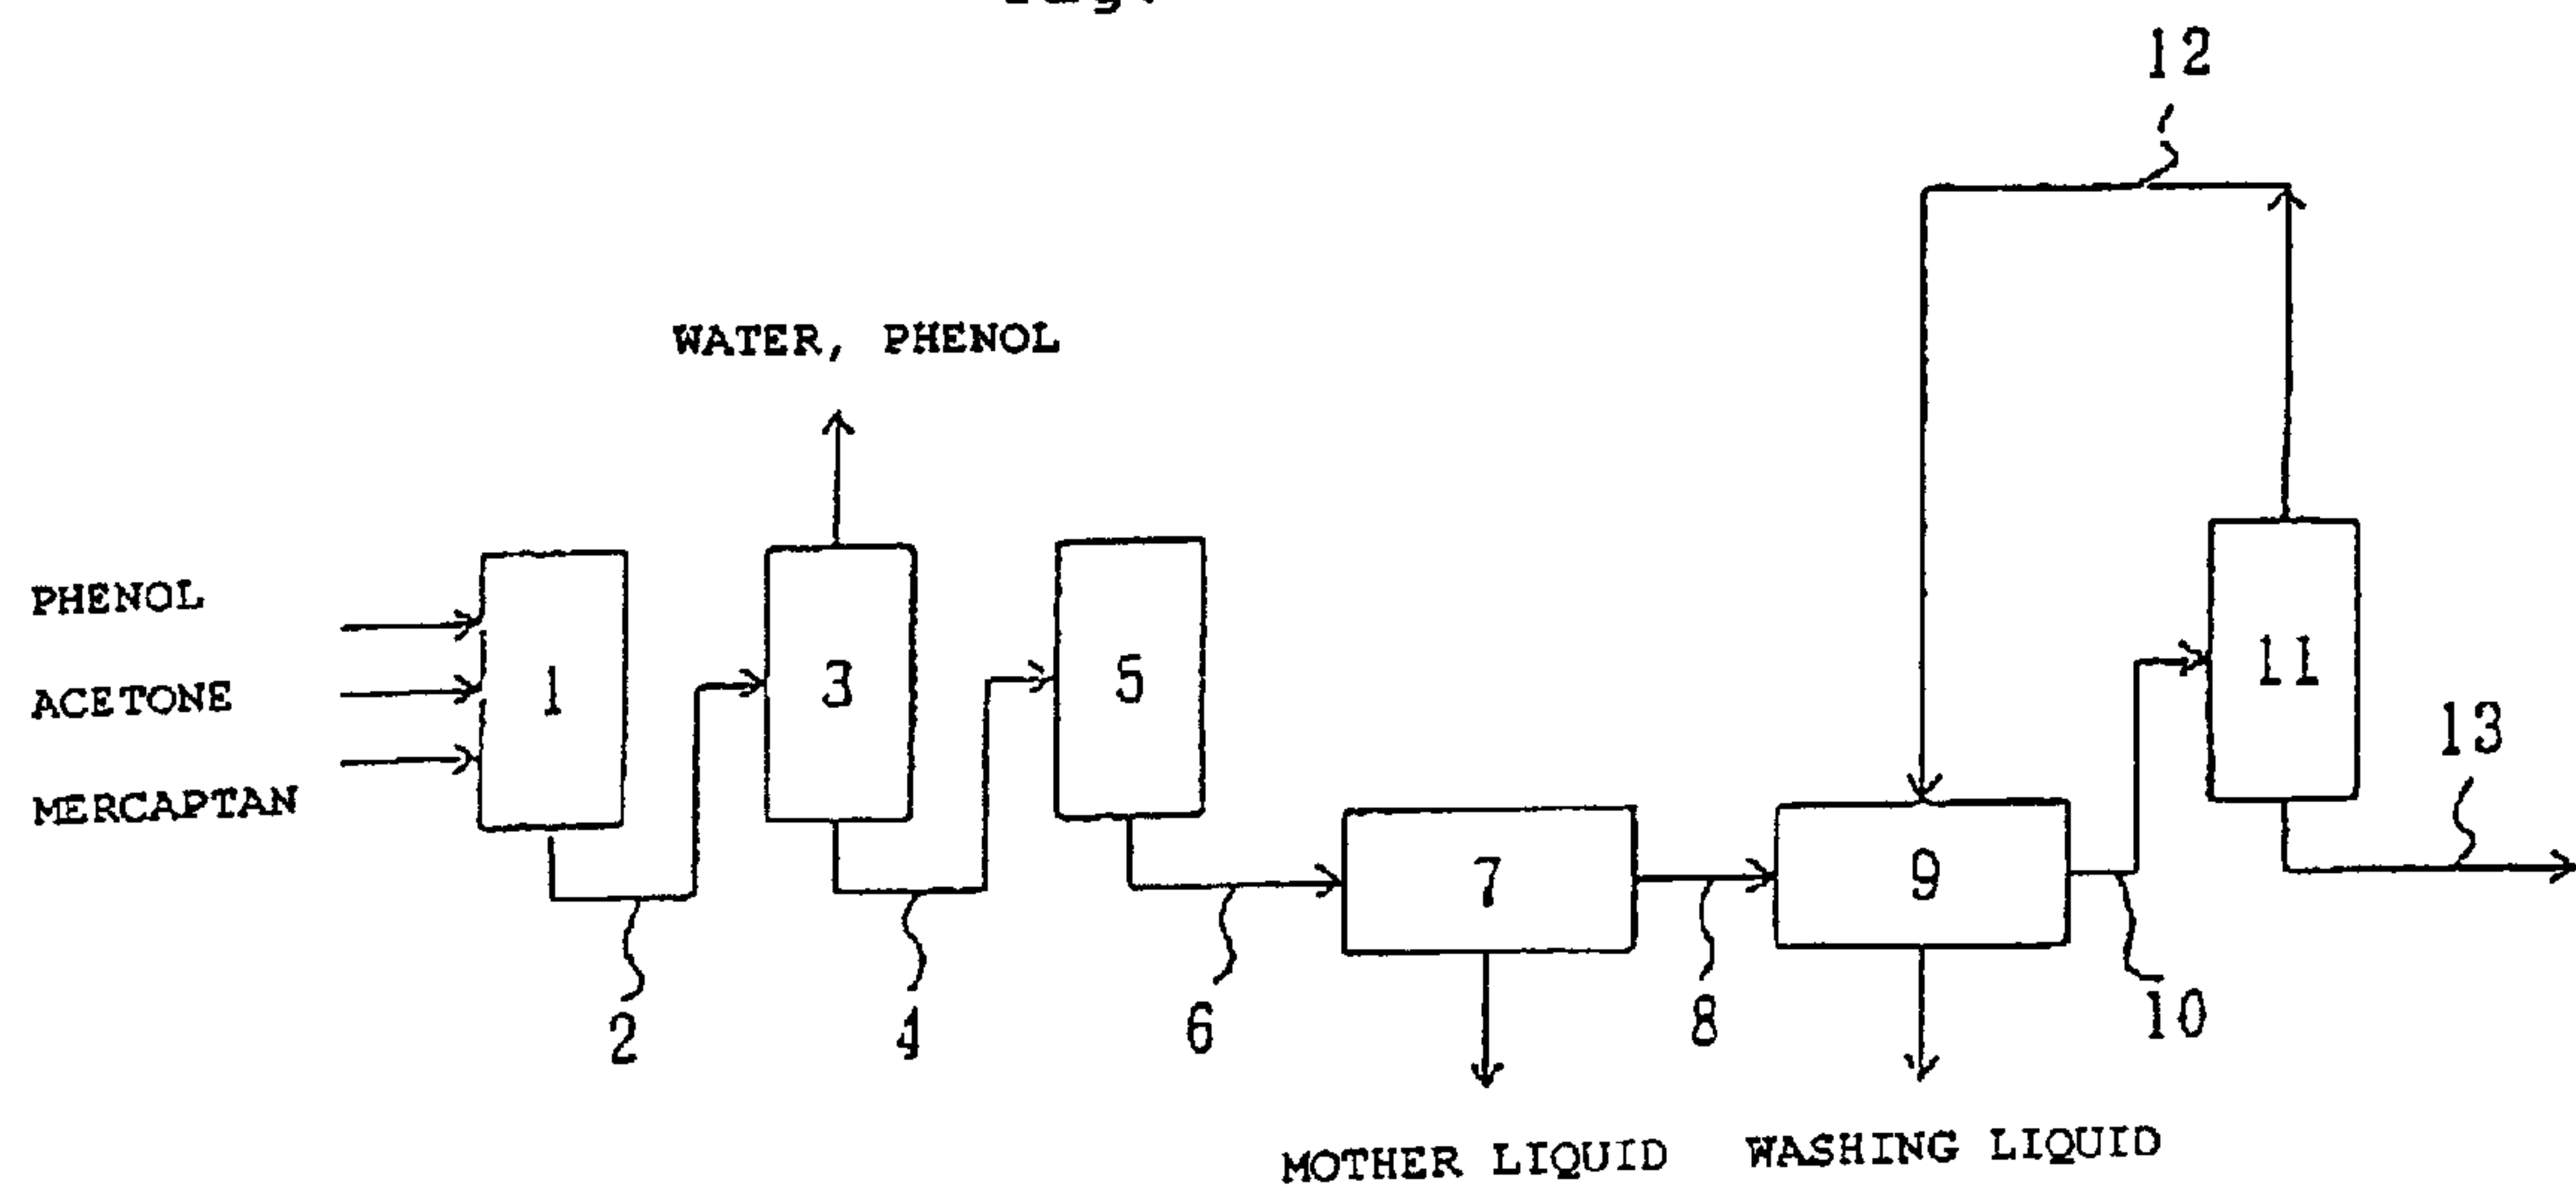 12
WATER, PHENOL
PHENOL
1
3
5
11
ACETONE
13
MERCAPTAN
7
9
2
4
6
8
10
MOTHER LIQUID
WASHING LIQUID